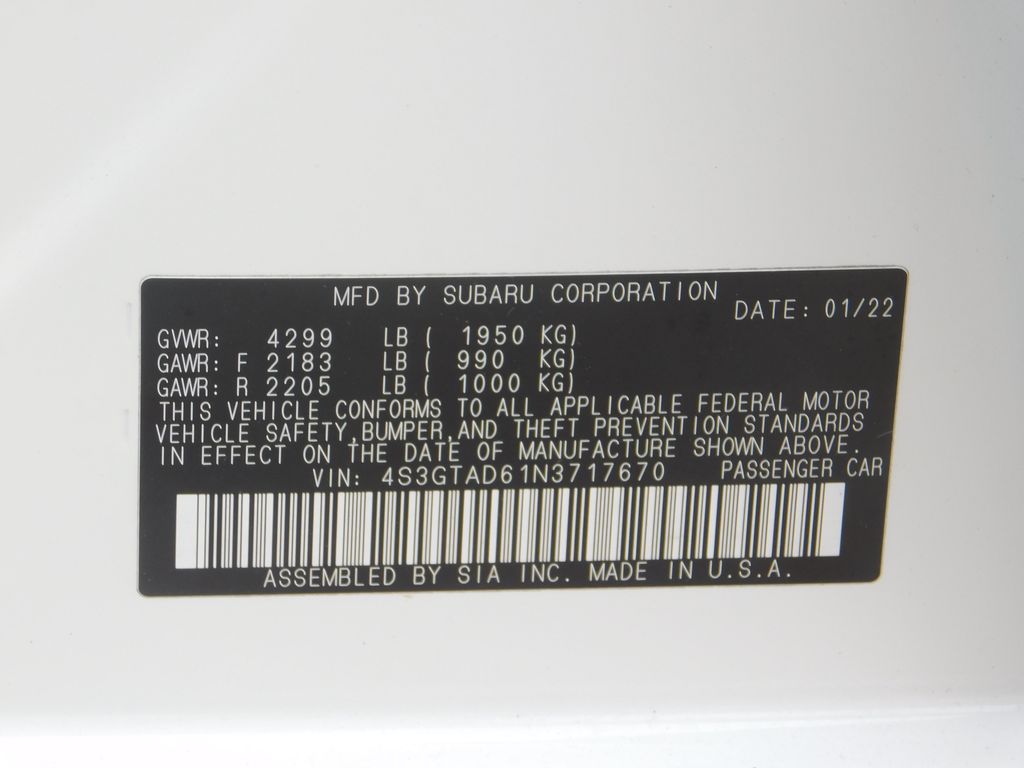 MFD BY SUBARU CORPORATION
DATE: 01/22
GVWR: 4299 LB ( 1950 KG)
GAWR: F 2183 LB ( 990 KG)
GAWR: R 2205 LB ( 1000 KG)
THIS VEHICLE CONFORMS TO ALL APPLICABLE FEDERAL MOTOR
VEHICLE SAFETY,BUMPER,AND THEFT PREVENTION STANDARDS
IN EFFECT ON THE DATE OF MANUFACTURE SHOWN ABOVE.
VIN: 4S3GTAD61N3717670 PASSENGER CAR
ASSEMBLED BY SIA INC. MADE IN U.S.A.